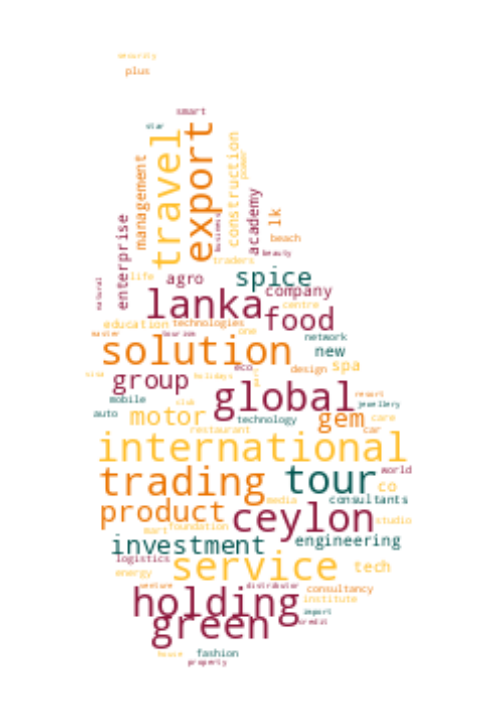 security
plus
smart
star
travel
export
construction
power
management
business
academy
lk
enterprise
beach
beauty
traders
natural
life
agro
spice
company
lanka
centre
food
education technologies
master
tourism
one
network
solution
new
eco
design
spa
visa
group
holidays
park
global
resort
mobile
club
jewellery
auto
motor
technology
gem
care
restaurant
car
international
world
trading
tour
co
media
consultants
product
ceylon
studio
mart
foundation
investment
engineering
logistics
service
tech
energy
venture
distributor
consultancy
holding
institute
import
green
credit
house
fashion
property